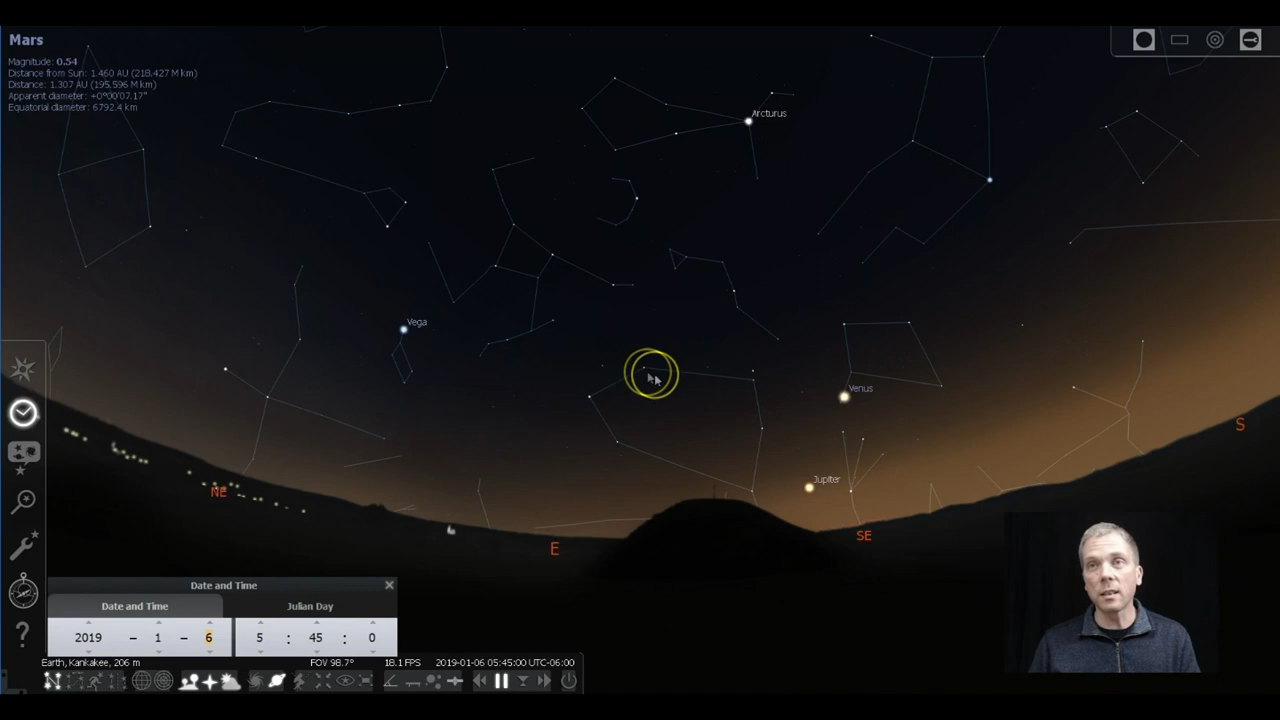 Mars
Magnitude: 0.54
Distance from Sun: 1.460 AU (218.427 M km)
Distance: 1.307 AU (195.596 M km)
Apparent diameter: +0°00'07.17"
Equatorial diameter: 6792.4 km
Arcturus
Vega
Venus
Jupiter
S
NE
SE
E
Date and Time
Date and Time Julian Day
2019 - 1 - 6 5 : 45 : 0
Earth, Kankakee, 206 m FOV 98.7° 18.1 FPS 2019-01-06 05:45:00 UTC-06:00